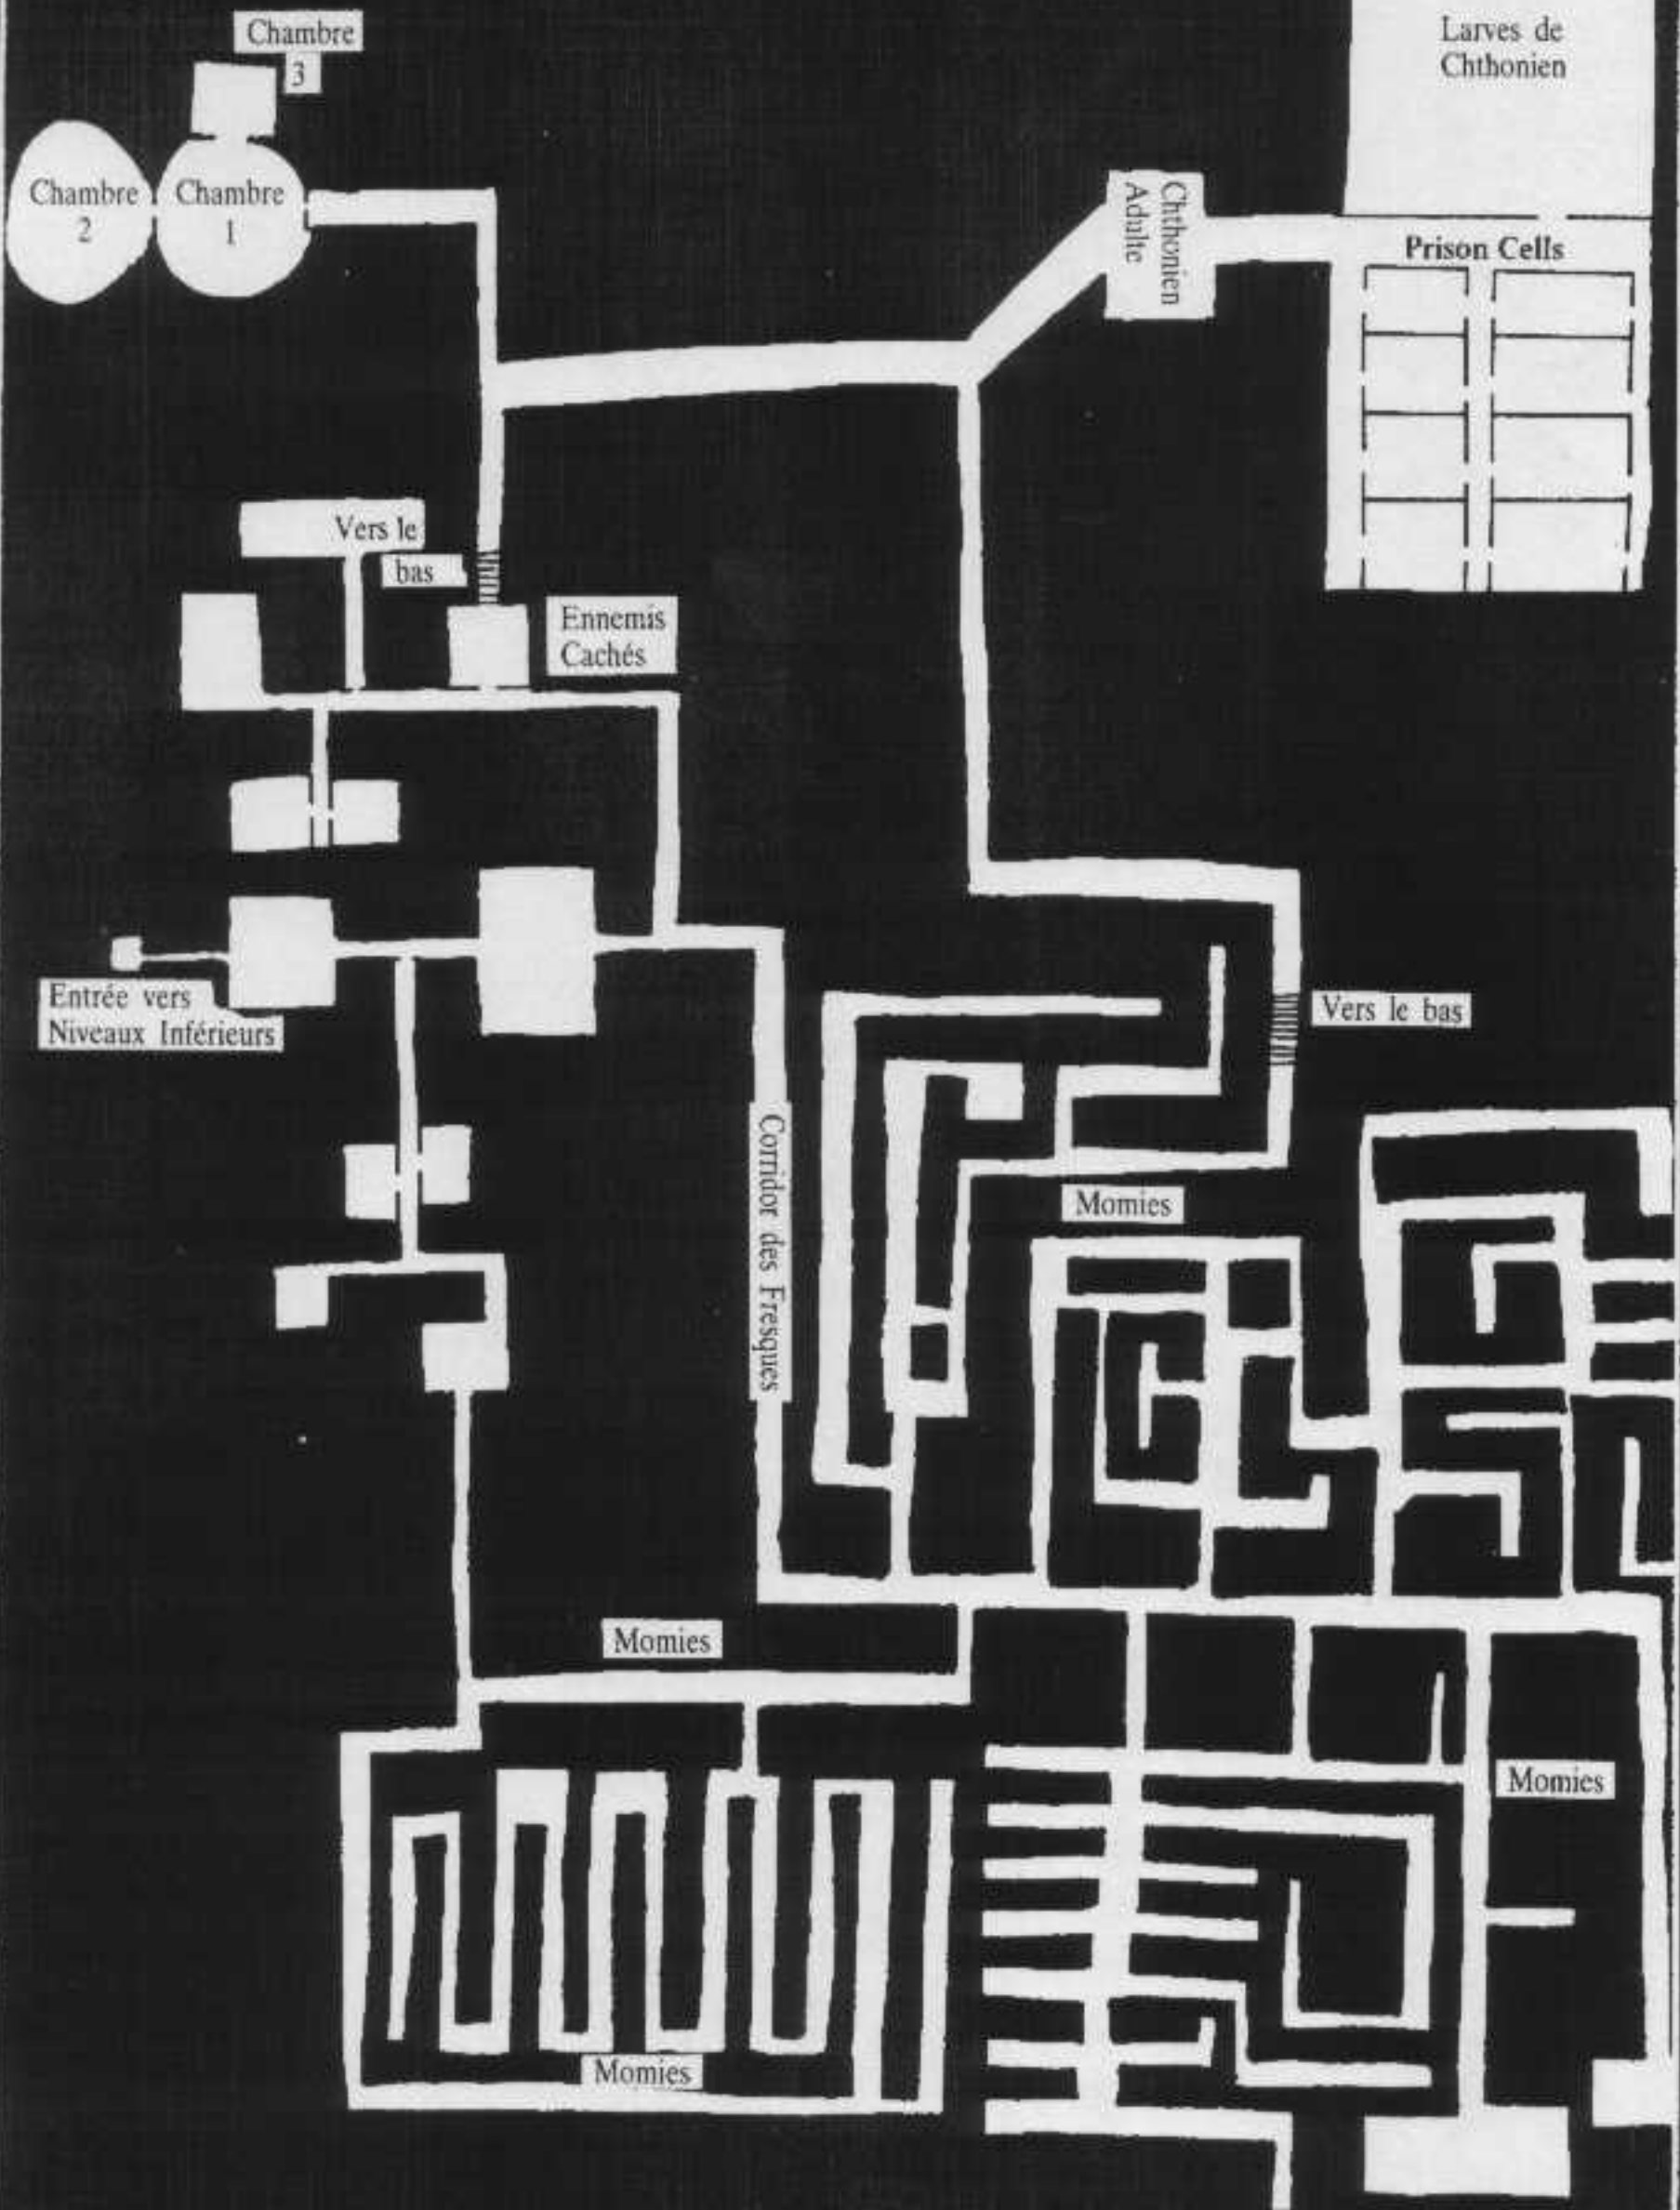 Chambre
3
Larves de
Chthonien
Chambre
2
Chambre
1
Chthonien
Adulte
Prison Cells
Vers le
bas
Ennemis
Cachés
Entrée vers
Niveaux Inférieurs
Vers le bas
Corridor des Fresques
Momies
Momies
Momies
Momies